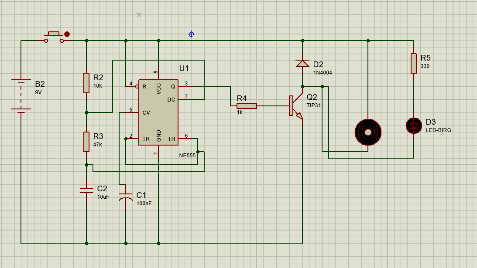 B2
9V
R2
10k
R3
47k
C2
10uF
C1
100nF
U1
R
VCC
Q
DC
CV
TR
GND
TH
4
8
3
7
5
2
6
1
NE555
R4
1k
D2
1N4004
Q2
TIP31
R5
330
D3
LED-BIRG